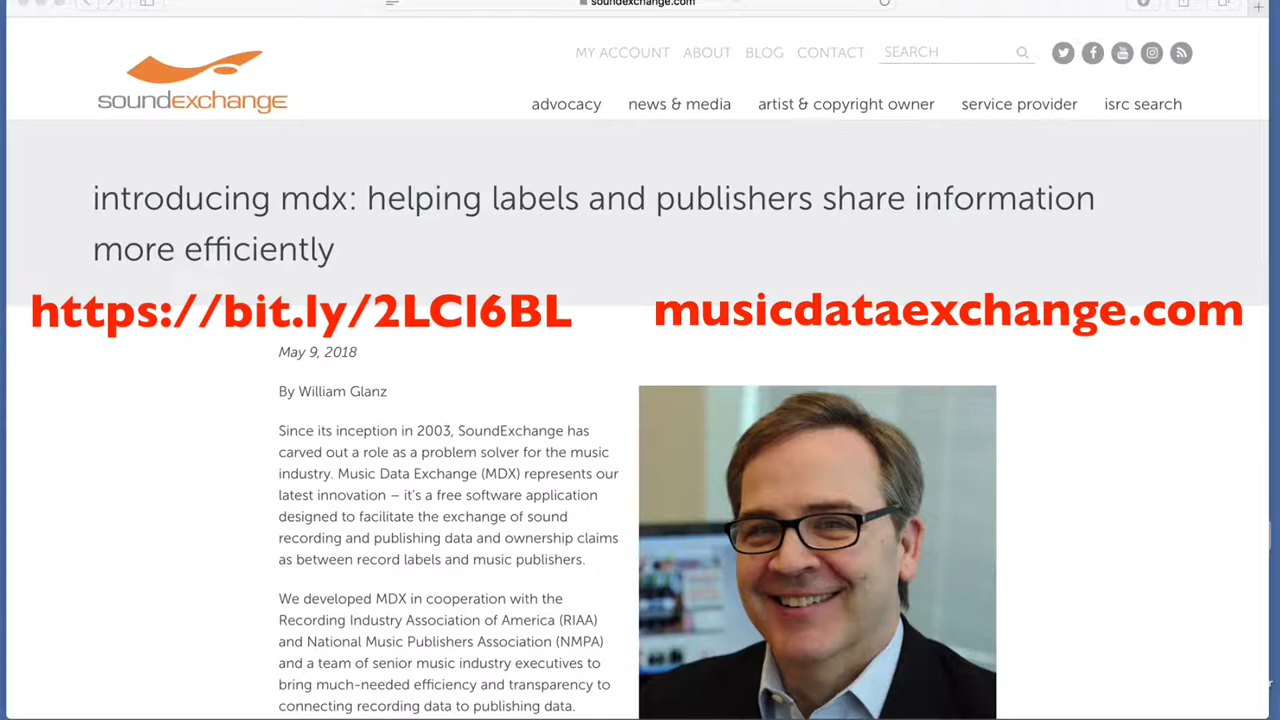 soundexchange.com
MY ACCOUNT ABOUT BLOG CONTACT SEARCH
soundexchange
advocacy news & media artist & copyright owner service provider isrc search
introducing mdx: helping labels and publishers share information
more efficiently
https://bit.ly/2LCl6BL musicdataexchange.com
May 9, 2018
By William Glanz
Since its inception in 2003, SoundExchange has
carved out a role as a problem solver for the music
industry. Music Data Exchange (MDX) represents our
latest innovation – it’s a free software application
designed to facilitate the exchange of sound
recording and publishing data and ownership claims
as between record labels and music publishers.
We developed MDX in cooperation with the
Recording Industry Association of America (RIAA)
and National Music Publishers Association (NMPA)
and a team of senior music industry executives to
bring much-needed efficiency and transparency to
connecting recording data to publishing data.